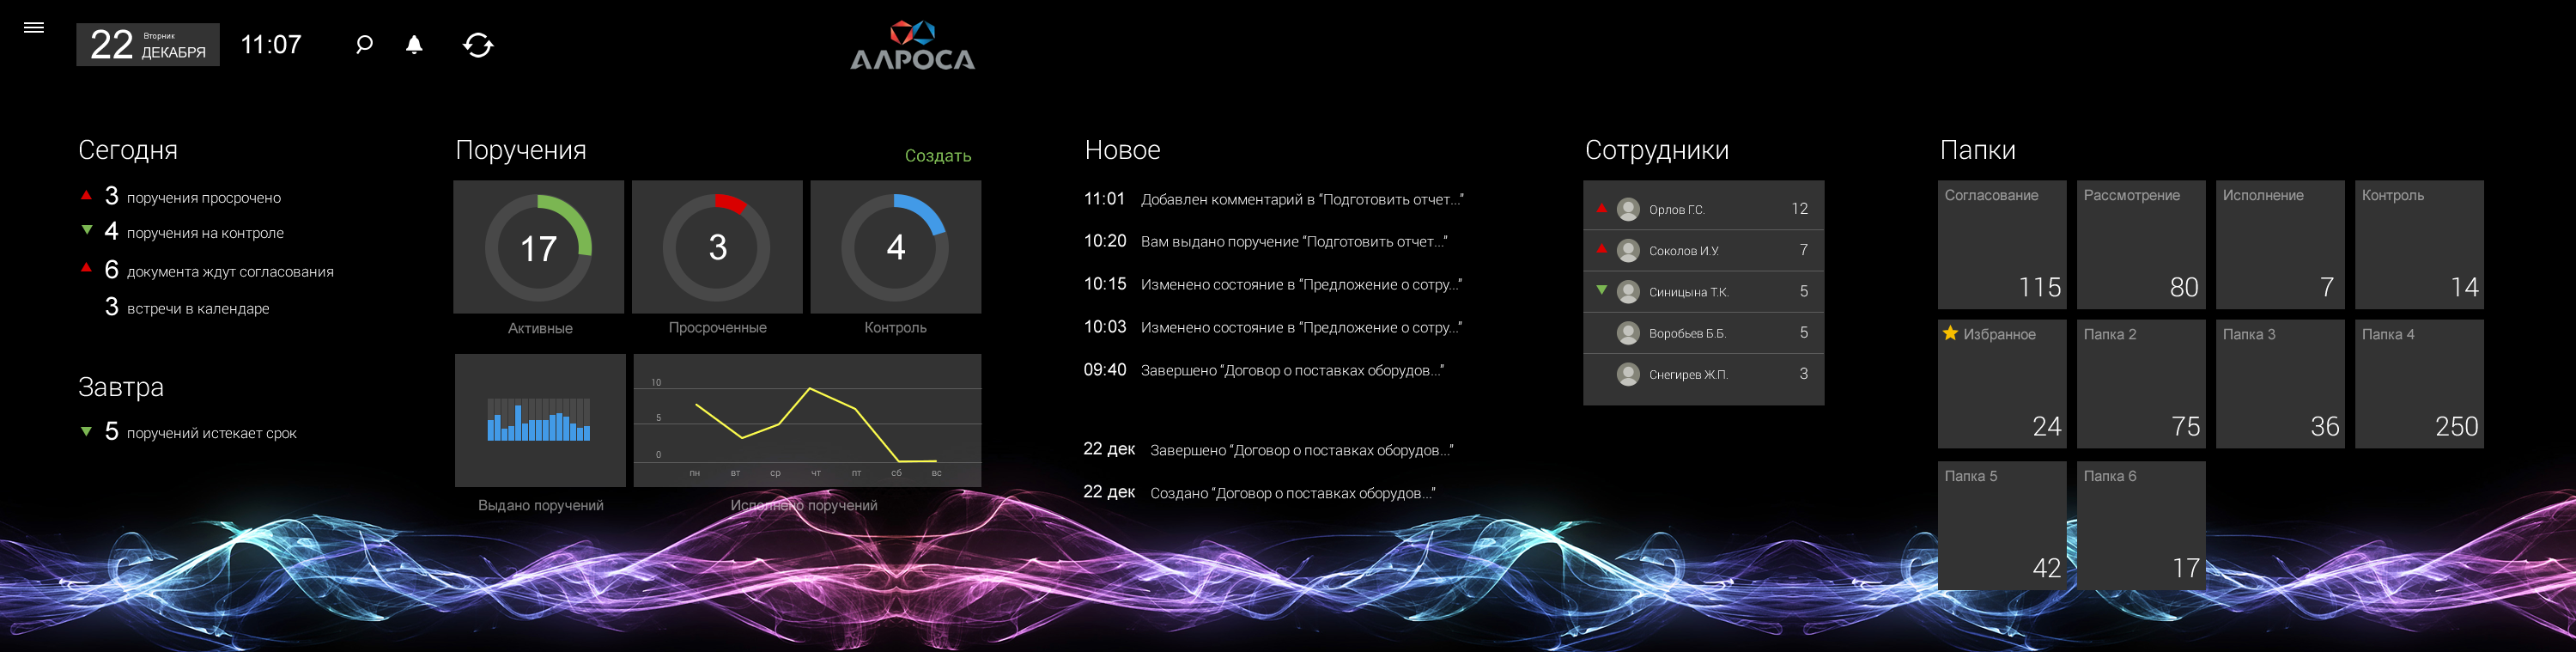 22 Вторник
ДЕКАБРЯ
11:07
АЛРОСА
Сегодня
3 поручения просрочено
4 поручения на контроле
6 документа ждут согласования
3 встречи в календаре
Завтра
5 поручений истекает срок
Поручения
Создать
17
3
4
Активные
Просроченные
Контроль
10
5
0
пн вт ср чт пт сб вс
Выдано поручений
Исполнено поручений
Новое
11:01 Добавлен комментарий в “Подготовить отчет...”
10:20 Вам выдано поручение “Подготовить отчет...”
10:15 Изменено состояние в “Предложение о сотру...”
10:03 Изменено состояние в “Предложение о сотру...”
09:40 Завершено “Договор о поставках оборудов...”
22 дек Завершено “Договор о поставках оборудов...”
22 дек Создано “Договор о поставках оборудов...”
Сотрудники
Орлов Г.С. 12
Соколов И.У. 7
Синицына Т.К. 5
Воробьев Б.Б. 5
Снегирев Ж.П. 3
Папки
Согласование
115
Рассмотрение
80
Исполнение
7
Контроль
14
Избранное
24
Папка 2
75
Папка 3
36
Папка 4
250
Папка 5
42
Папка 6
17